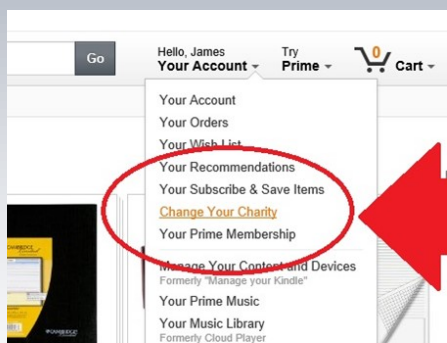 Go
Hello, James
Your Account
Try
Prime
0
Cart
Your Account
Your Orders
Your Wish List
Your Recommendations
Your Subscribe & Save Items
Change Your Charity
Your Prime Membership
Manage Your Content and Devices
Formerly "Manage your Kindle"
Your Prime Music
Your Music Library
Formerly Cloud Player
CAMBRIDGE